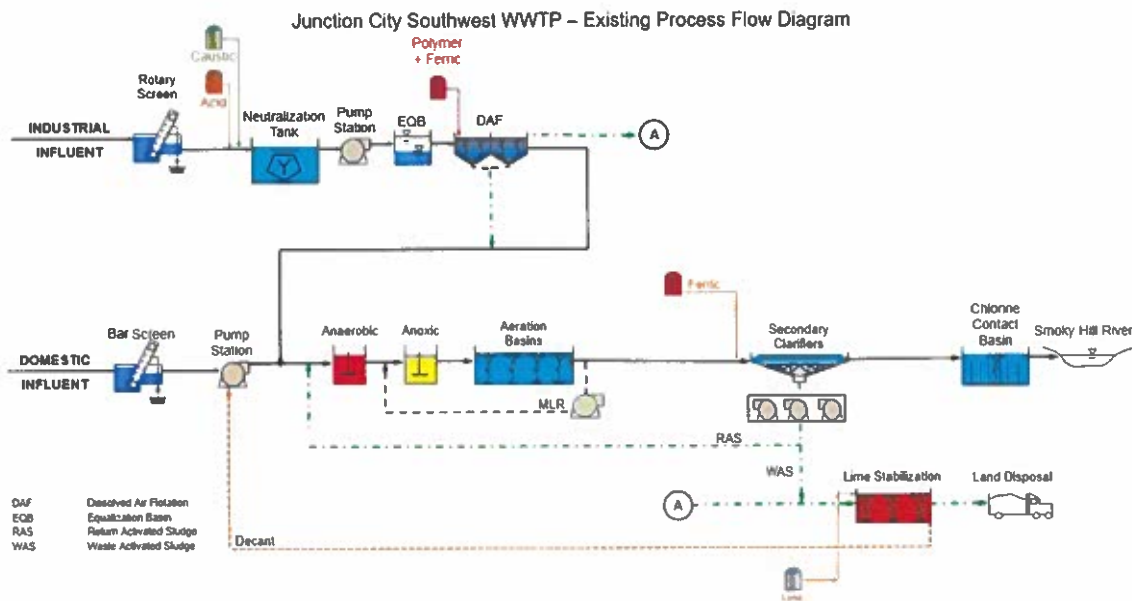 Junction City Southwest WWTP – Existing Process Flow Diagram
Caustic
Acid
Polymer
+ Ferric
Rotary
Screen
Neutralization
Tank
Pump
Station
EQB
DAF
A
INDUSTRIAL
INFLUENT
Y
Ferric
Bar Screen
Pump
Station
Anaerobic
Anoxic
Aeration
Basins
Secondary
Clarifiers
Chlorine
Contact
Basin
Smoky Hill River
DOMESTIC
INFLUENT
MLR
RAS
WAS
Lime Stabilization
Land Disposal
A
DAF Dissolved Air Flotation
EQB Equalization Basin
RAS Return Activated Sludge
WAS Waste Activated Sludge
Decant
Lime